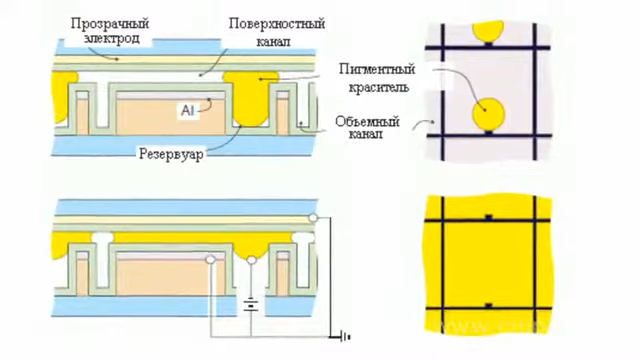 Прозрачный
электрод
Поверхностный
канал
Пигментный
краситель
Al
Объемный
канал
Резервуар